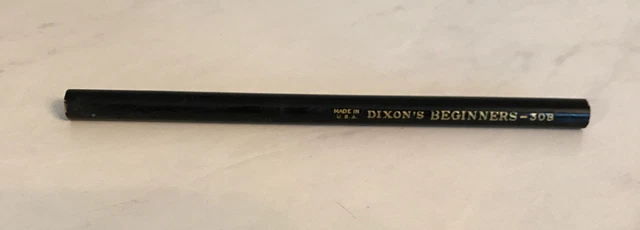 MADE IN
U.S.A. DIXON'S BEGINNERS-308